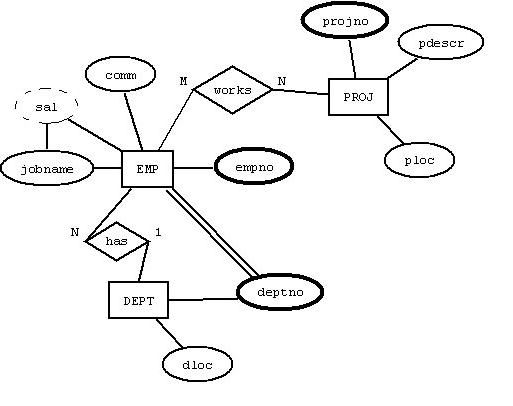 projno
pdescr
comm
M
works
N
sal
PROJ
jobname
EMP
empno
ploc
N
has
1
DEPT
deptno
dloc